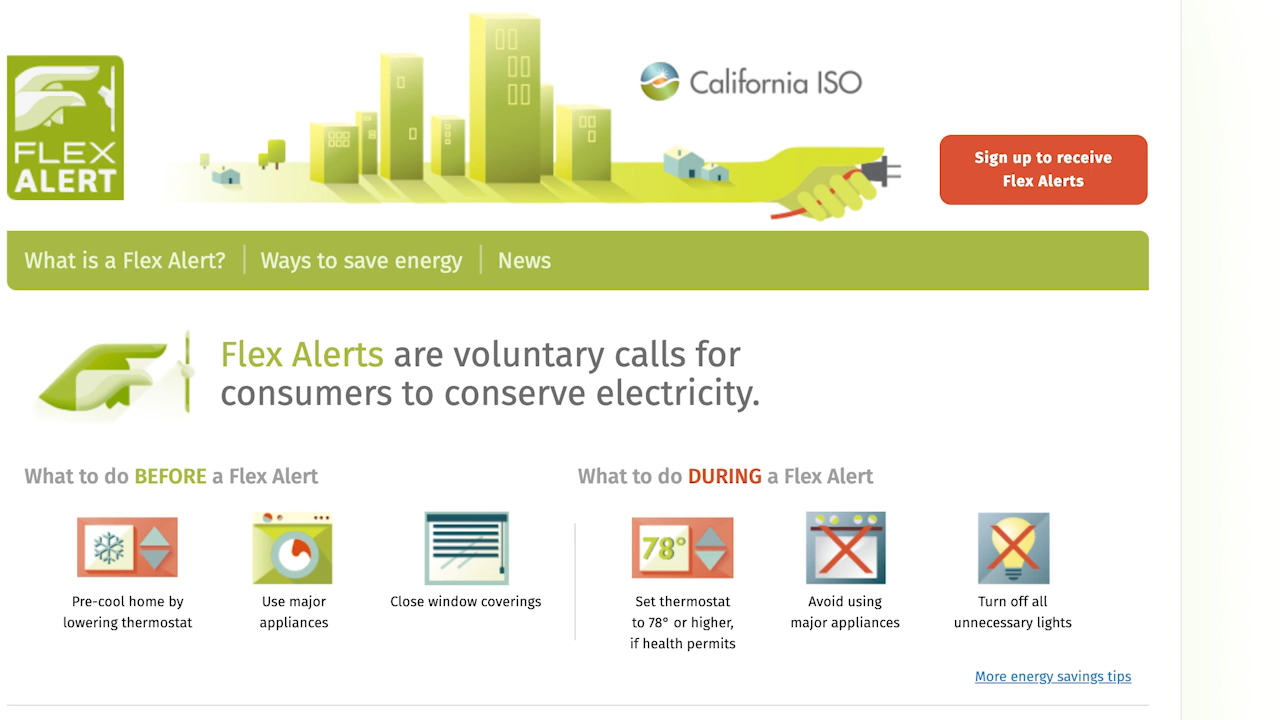 FLEX
ALERT
California ISO
Sign up to receive
Flex Alerts
What is a Flex Alert?
Ways to save energy
News
Flex Alerts are voluntary calls for
consumers to conserve electricity.
What to do BEFORE a Flex Alert
Pre-cool home by
lowering thermostat
Use major
appliances
Close window coverings
What to do DURING a Flex Alert
78°
Set thermostat
to 78° or higher,
if health permits
Avoid using
major appliances
Turn off all
unnecessary lights
More energy savings tips